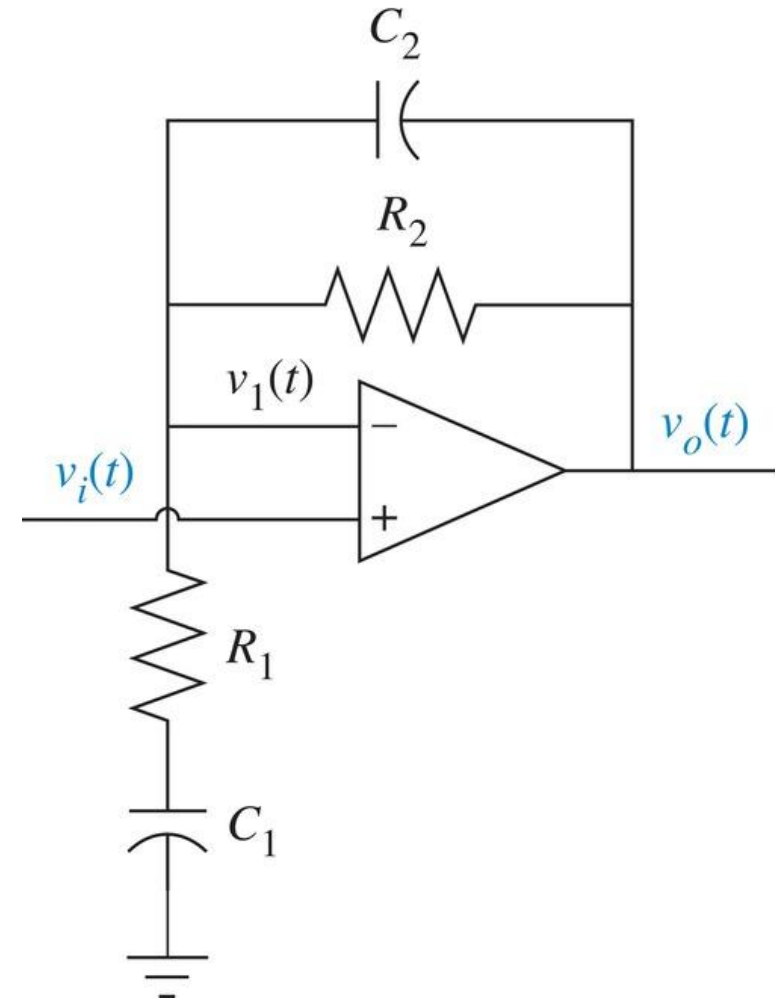 C₂
R₂
v₁(t)
−
vₒ(t)
vᵢ(t)
+
R₁
C₁